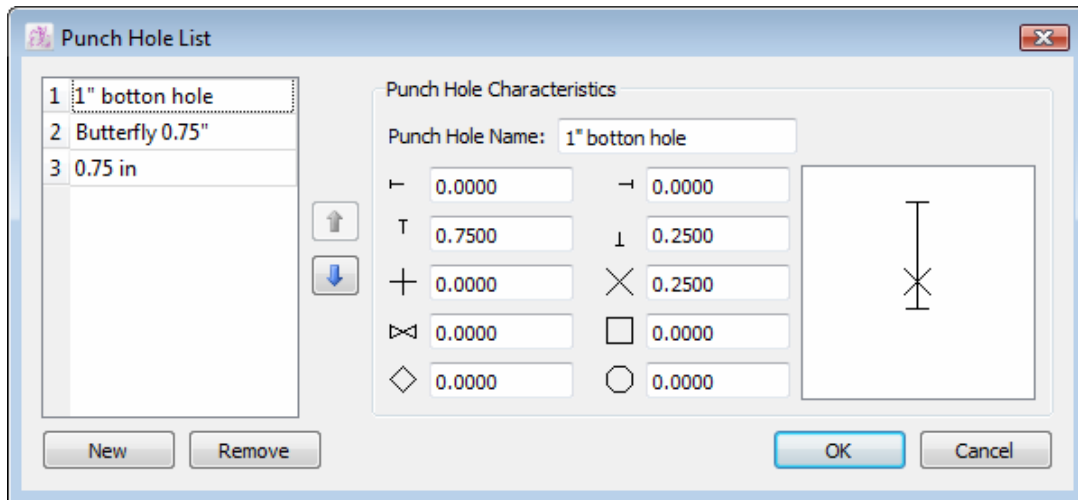 Punch Hole List
1 1" botton hole
2 Butterfly 0.75"
3 0.75 in
Punch Hole Characteristics
Punch Hole Name: 1" botton hole
0.0000 0.0000
0.7500 0.2500
0.0000 0.2500
0.0000 0.0000
0.0000 0.0000
New Remove OK Cancel